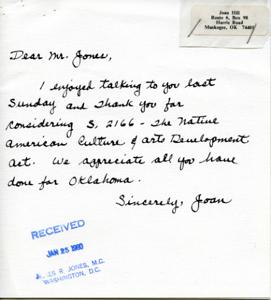 Joan Hill
Route 6, Box 98
Harris Road
Muskogee, OK 74401
Dear Mr. Jones,
I enjoyed talking to you last
Sunday and thank you for
considering S, 2166 - The Native
American Culture & Arts Development
Act. We appreciate all you have
done for Oklahoma.
Sincerely, Joan
RECEIVED
JAN 25 1980
JAMES R. JONES, M.C.
WASHINGTON, D.C.